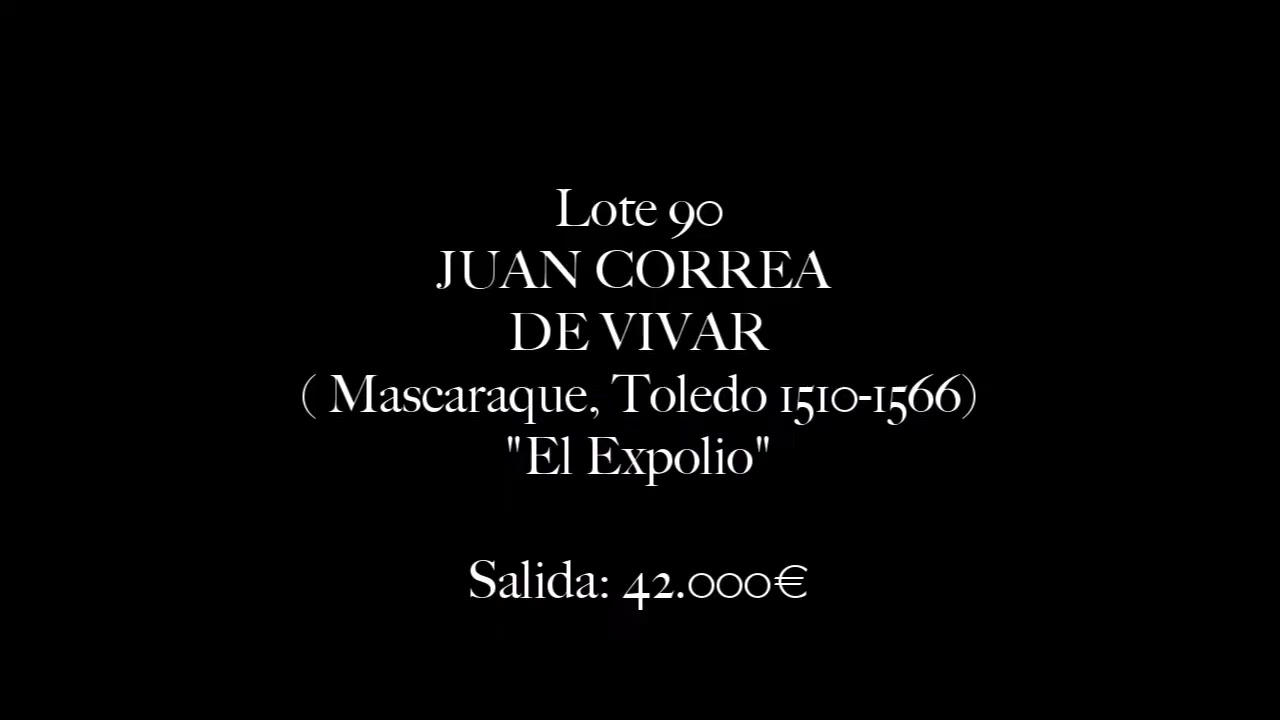 Lote 90
JUAN CORREA
DE VIVAR
( Mascaraque, Toledo 1510-1566)
"El Expolio"
Salida: 42.000€